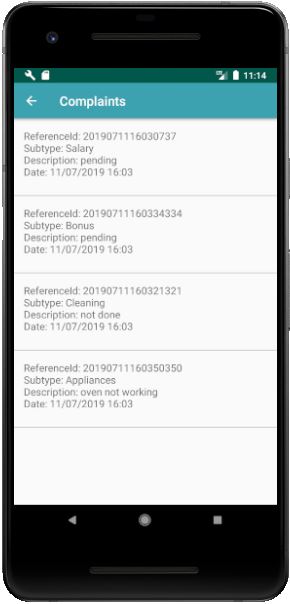 11:14
Complaints
ReferenceId: 2019071116030737
Subtype: Salary
Description: pending
Date: 11/07/2019 16:03
ReferenceId: 20190711160334334
Subtype: Bonus
Description: pending
Date: 11/07/2019 16:03
ReferenceId: 20190711160321321
Subtype: Cleaning
Description: not done
Date: 11/07/2019 16:03
ReferenceId: 20190711160350350
Subtype: Appliances
Description: oven not working
Date: 11/07/2019 16:03